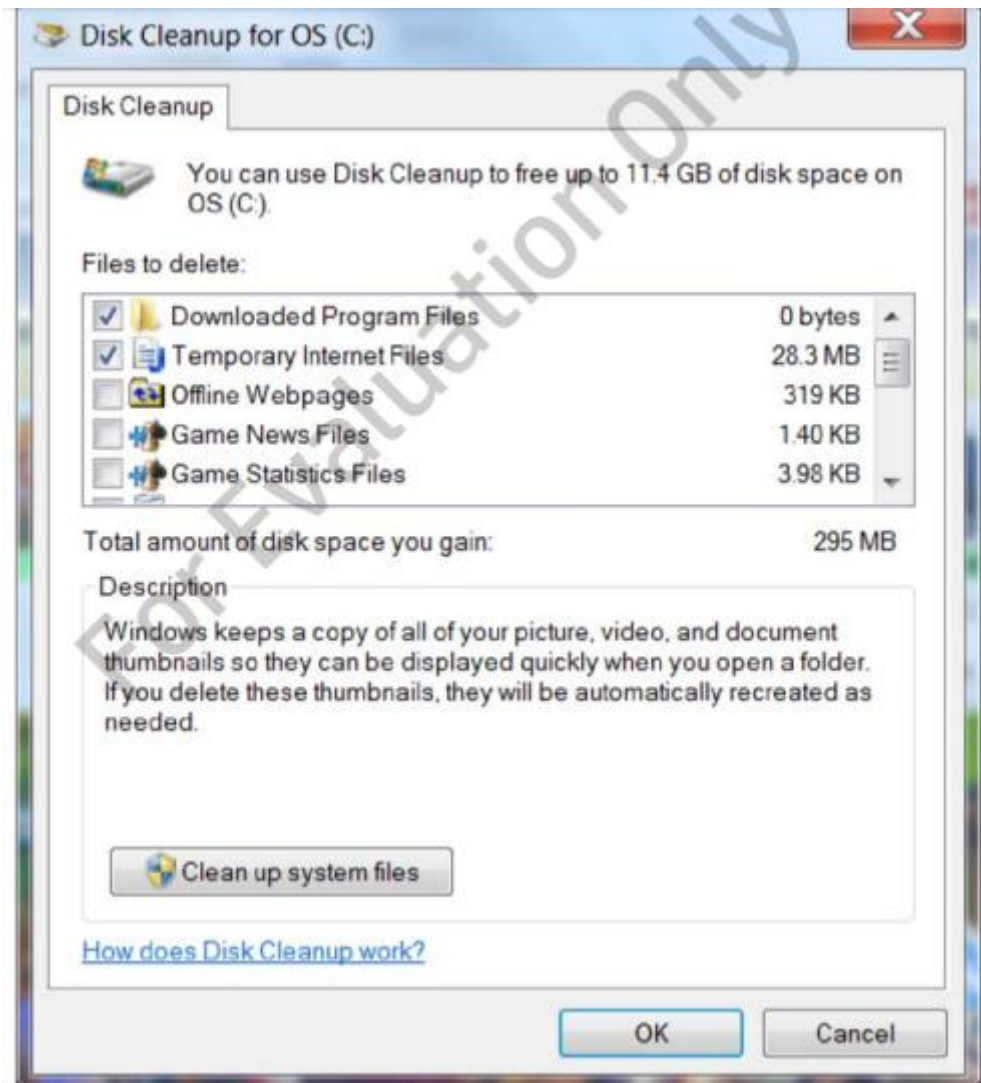 Disk Cleanup for OS (C:)
Disk Cleanup
You can use Disk Cleanup to free up to 11.4 GB of disk space on
OS (C:).
Files to delete:
Downloaded Program Files 0 bytes
Temporary Internet Files 28.3 MB
Offline Webpages 319 KB
Game News Files 1.40 KB
Game Statistics Files 3.98 KB
Total amount of disk space you gain: 295 MB
Description
Windows keeps a copy of all of your picture, video, and document
thumbnails so they can be displayed quickly when you open a folder.
If you delete these thumbnails, they will be automatically recreated as
needed.
Clean up system files
How does Disk Cleanup work?
OK Cancel
For Evaluation Only